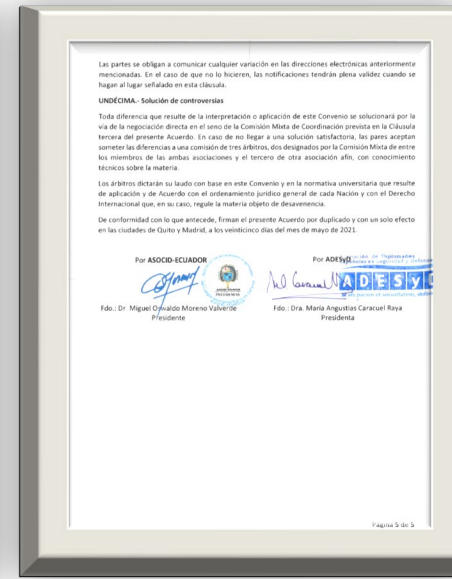 Las partes se obligan a comunicar cualquier variación en las direcciones electrónicas anteriormente
mencionadas. En el caso de que no lo hicieren, las notificaciones tendrán plena validez cuando se
hagan al lugar señalado en esta cláusula.
UNDÉCIMA.- Solución de controversias
Toda diferencia que resulte de la interpretación o aplicación de este Convenio se solucionará por la
vía de la negociación directa en el seno de la Comisión Mixta de Coordinación prevista en la Cláusula
tercera del presente Acuerdo. En caso de no llegar a una solución satisfactoria, las pares aceptan
someter las diferencias a una comisión de tres árbitros, dos designados por la Comisión Mixta de entre
los miembros de las ambas asociaciones y el tercero de otra asociación afín, con conocimiento
técnicos sobre la materia.
Los árbitros dictarán su laudo con base en este Convenio y en la normativa universitaria que resulte
de aplicación y de Acuerdo con el ordenamiento jurídico general de cada Nación y con el Derecho
Internacional que, en su caso, regule la materia objeto de desavenencia.
De conformidad con lo que antecede, firman el presente Acuerdo por duplicado y con un solo efecto
en las ciudades de Quito y Madrid, a los veinticinco días del mes de mayo de 2021.
Por ASOCID-ECUADOR Por ADESyD
ADESyD
Fdo.: Dr Miguel Oswaldo Moreno Valverde Fdo.: Dra. María Angustias Caracuel Raya
Presidente Presidenta
Página 5 de 5